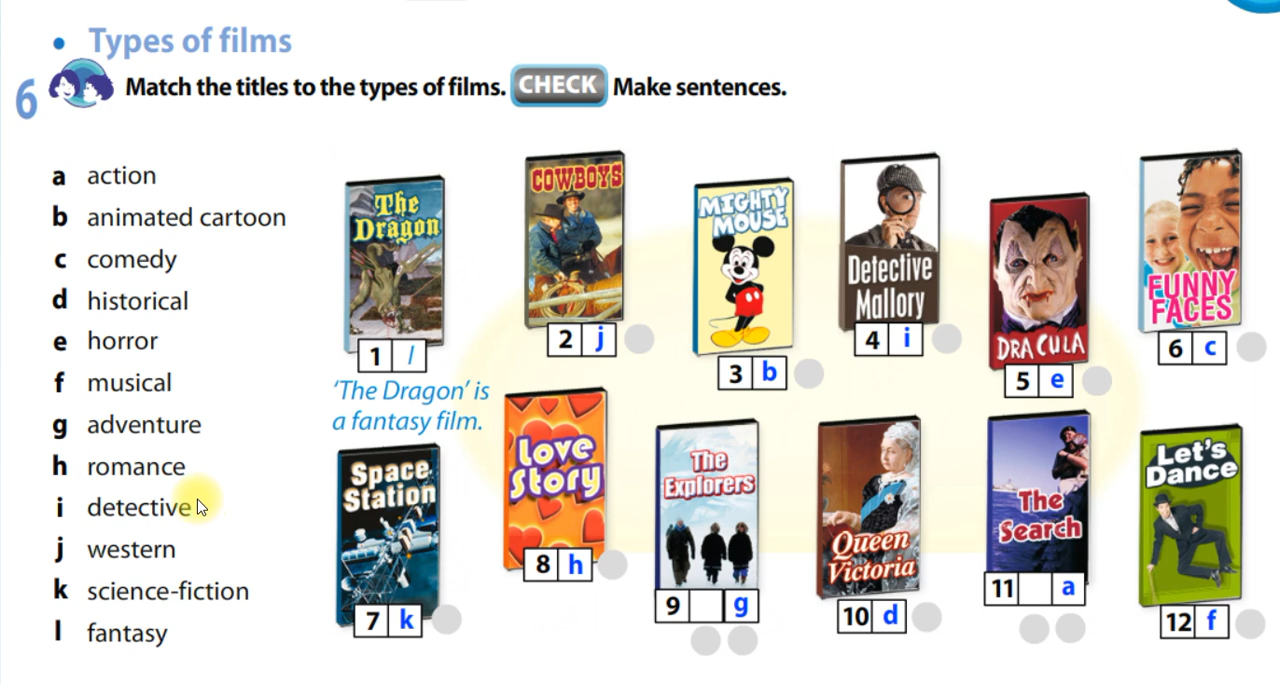 • Types of films
6 Match the titles to the types of films. CHECK Make sentences.
a action
b animated cartoon
c comedy
d historical
e horror
f musical
g adventure
h romance
i detective
j western
k science-fiction
l fantasy
The
Dragon
1 l
'The Dragon' is
a fantasy film.
COWBOYS
2 j
MIGHTY
MOUSE
3 b
Detective
Mallory
4 i
DRACULA
5 e
FUNNY
FACES
6 c
Space
Station
7 k
Love
Story
8 h
The
Explorers
9 g
Queen
Victoria
10 d
The
Search
11 a
Let's
Dance
12 f